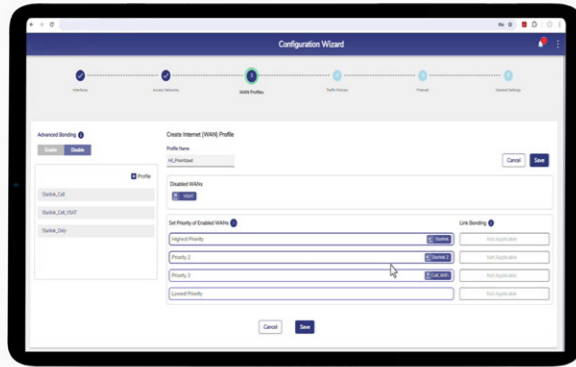 Configuration Wizard
Interfaces
Access Networks
WAN Profiles
Traffic Policies
Firewall
General Settings
Advanced Bonding
Enable Disable
Profile
Starlink_Cell
Starlink_Cell_VSAT
Starlink_Only
Create Internet (WAN) Profile
Profile Name
All_Prioritized
Cancel Save
Disabled WANs
VSAT
Set Priority of Enabled WANs
Link Bonding
Highest Priority Starlink Not Applicable
Priority 2 Starlink 2 Not Applicable
Priority 3 Cell_WiFi Not Applicable
Lowest Priority Not Applicable
Cancel Save